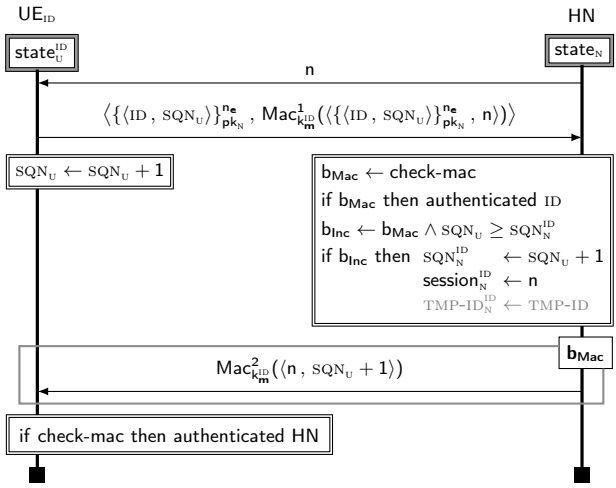 UE_ID HN
state_U^ID state_N
n
⟨{⟨ID , SQN_U⟩}_{pk_N}^{n_e} , Mac^1_{k_m^ID}(⟨{⟨ID , SQN_U⟩}_{pk_N}^{n_e} , n⟩)⟩
SQN_U ← SQN_U + 1
b_Mac ← check-mac
if b_Mac then authenticated ID
b_Inc ← b_Mac ∧ SQN_U ≥ SQN_N^ID
if b_Inc then SQN_N^ID ← SQN_U + 1
session_N^ID ← n
TMP-ID_N^ID ← TMP-ID
b_Mac
Mac^2_{k_m^ID}(⟨n , SQN_U + 1⟩)
if check-mac then authenticated HN